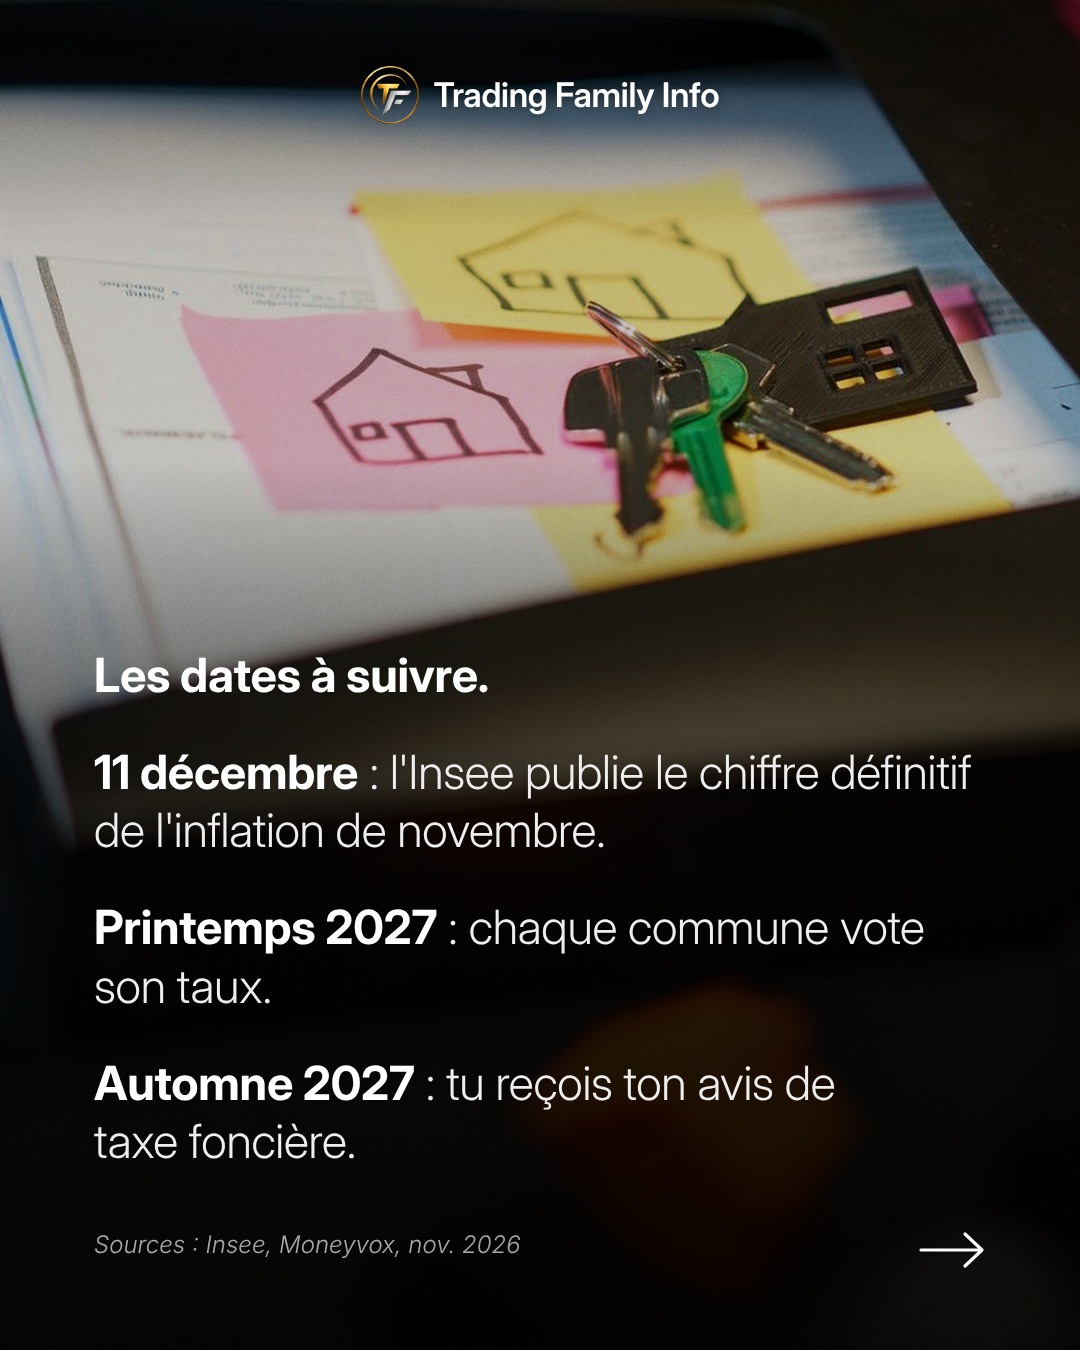 Trading Family Info
Les dates à suivre.
11 décembre : l'Insee publie le chiffre définitif
de l'inflation de novembre.
Printemps 2027 : chaque commune vote
son taux.
Automne 2027 : tu reçois ton avis de
taxe foncière.
Sources : Insee, Moneyvox, nov. 2026